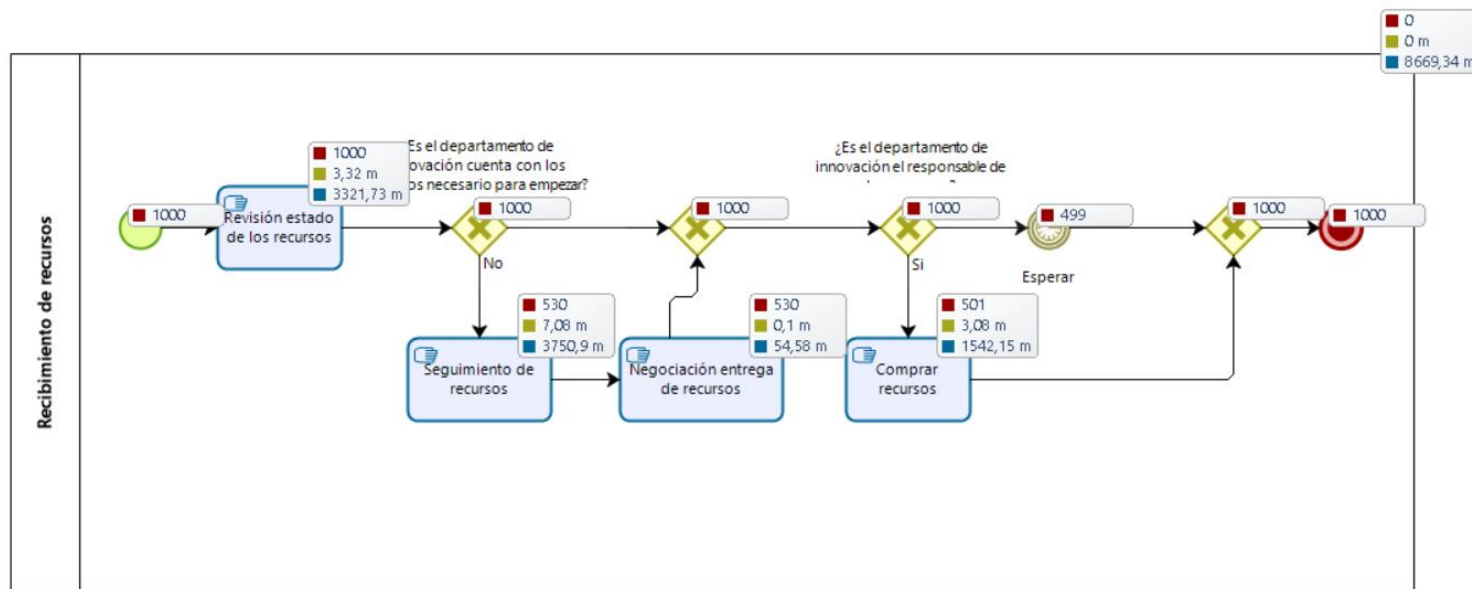 0
0 m
8669,34 m
Recibimiento de recursos
1000
Revisión estado
de los recursos
1000
3,32 m
3321,73 m
Es el departamento de
ovación cuenta con los
os necesario para empezar?
1000
No
530
7,08 m
3750,9 m
Seguimiento de
recursos
1000
530
0,1 m
54,58 m
Negociación entrega
de recursos
¿Es el departamento de
innovación el responsable de
1000
Si
501
3,08 m
1542,15 m
Comprar
recursos
499
Esperar
1000
1000